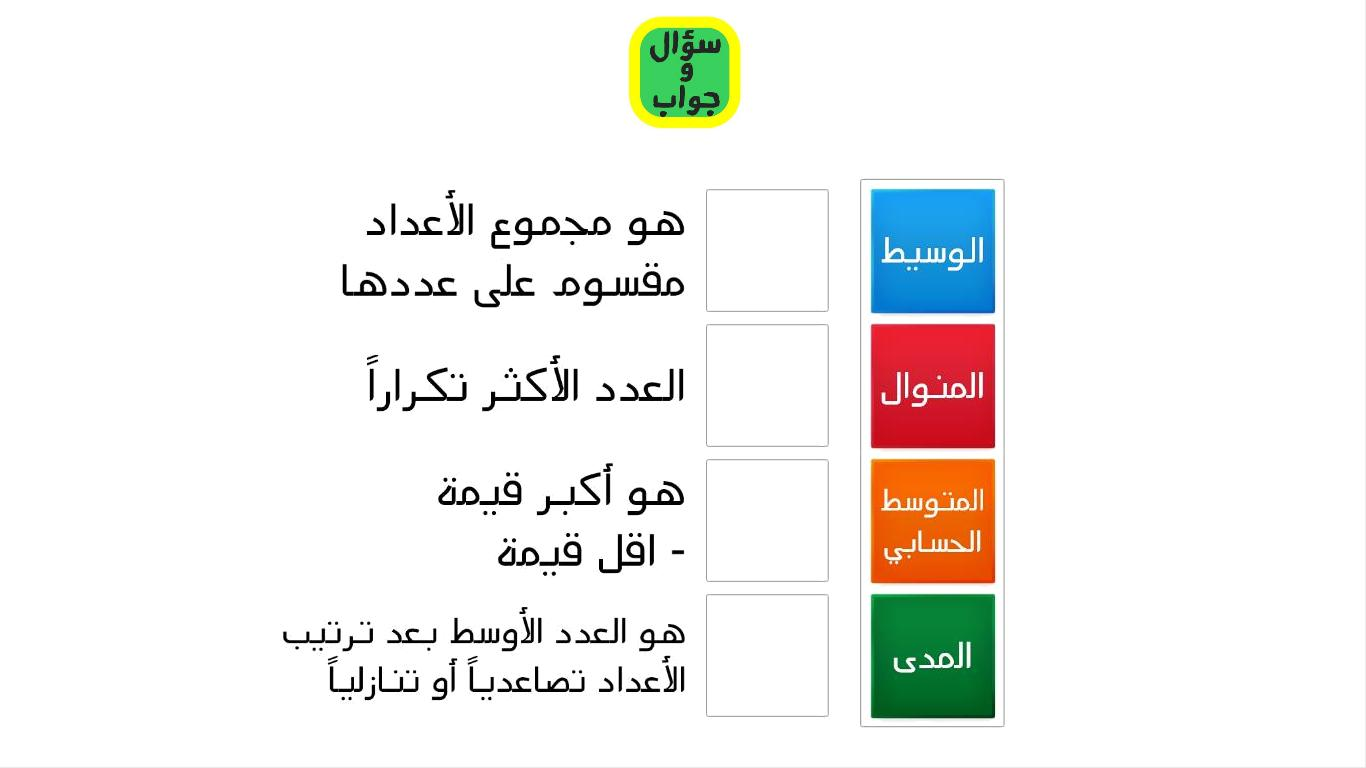 سؤال
و
جواب
الوسيط
هو مجموع الأعداد
مقسوم على عددها
المنوال
العدد الأكثر تكراراً
المتوسط
الحسابي
هو أكبر قيمة
- اقل قيمة
المدى
هو العدد الأوسط بعد ترتيب
الأعداد تصاعدياً أو تنازلياً